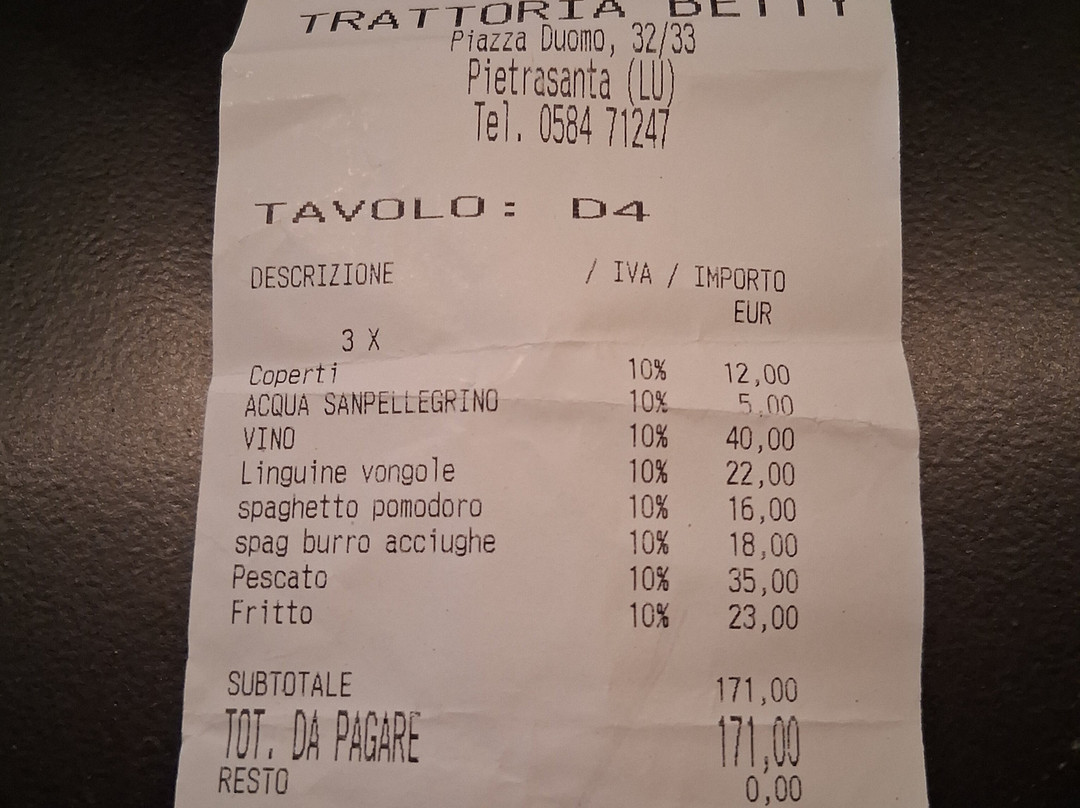 TRATTORIA BETTY
Piazza Duomo, 32/33
Pietrasanta (LU)
Tel. 0584 71247
TAVOLO: D4
DESCRIZIONE / IVA / IMPORTO
EUR
3 X
Coperti 10% 12,00
ACQUA SANPELLEGRINO 10% 5,00
VINO 10% 40,00
Linguine vongole 10% 22,00
spaghetto pomodoro 10% 16,00
spag burro acciughe 10% 18,00
Pescato 10% 35,00
Fritto 10% 23,00
SUBTOTALE 171,00
TOT. DA PAGARE 171,00
RESTO 0,00